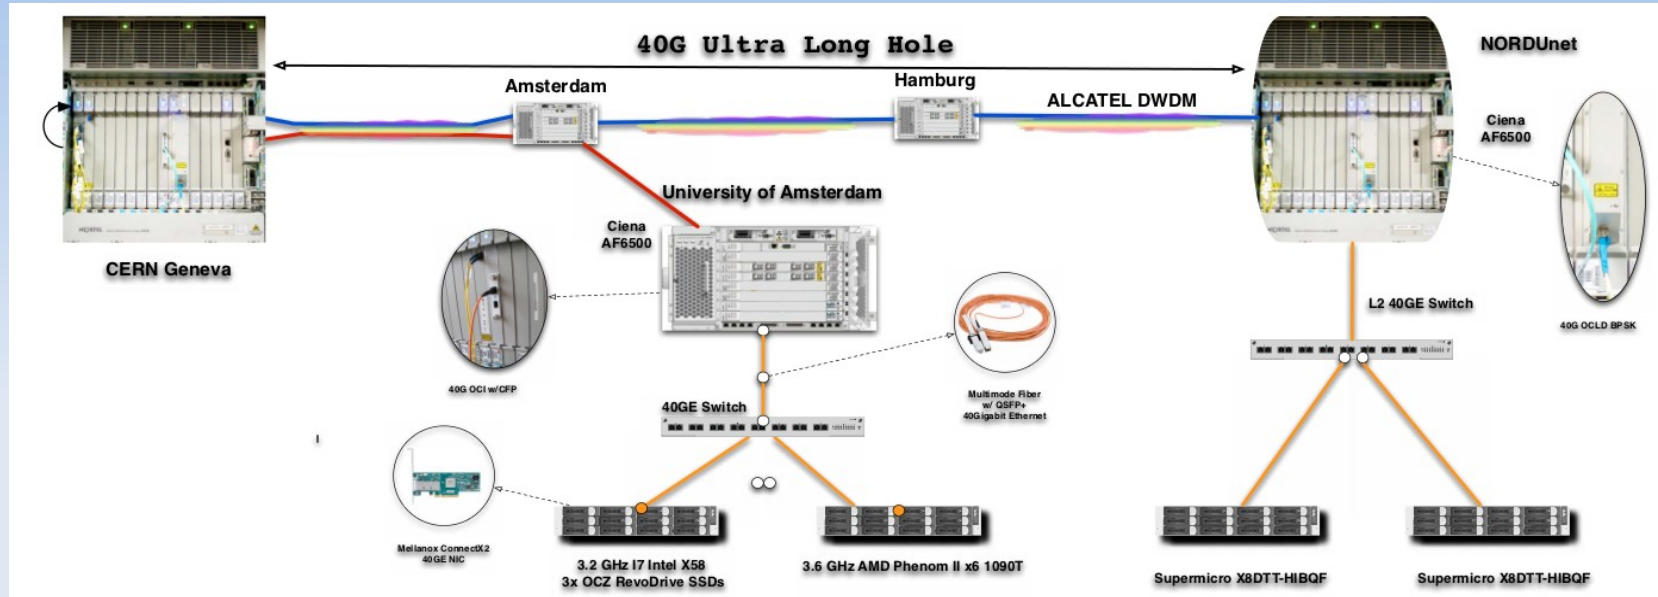 40G Ultra Long Hole
NORDUnet
Amsterdam
Hamburg
ALCATEL DWDM
Ciena
AF6500
University of Amsterdam
Ciena
AF6500
CERN Geneva
NORTEL
L2 40GE Switch
40G OCLD BPSK
40G OCI w/CFP
Multimode Fiber
w/ QSFP+
40Gigabit Ethernet
40GE Switch
I
Mellanox ConnectX2
40GE NIC
3.2 GHz I7 Intel X58
3x OCZ RevoDrive SSDs
3.6 GHz AMD Phenom II x6 1090T
Supermicro X8DTT-HIBQF
Supermicro X8DTT-HIBQF